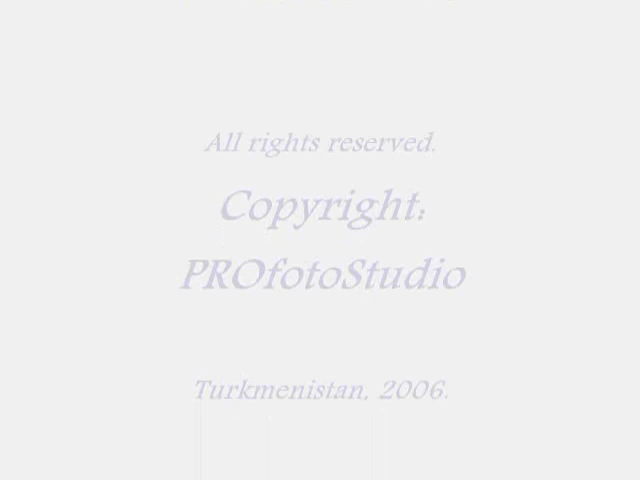 All rights reserved.
Copyright:
PROfotoStudio
Turkmenistan, 2006.